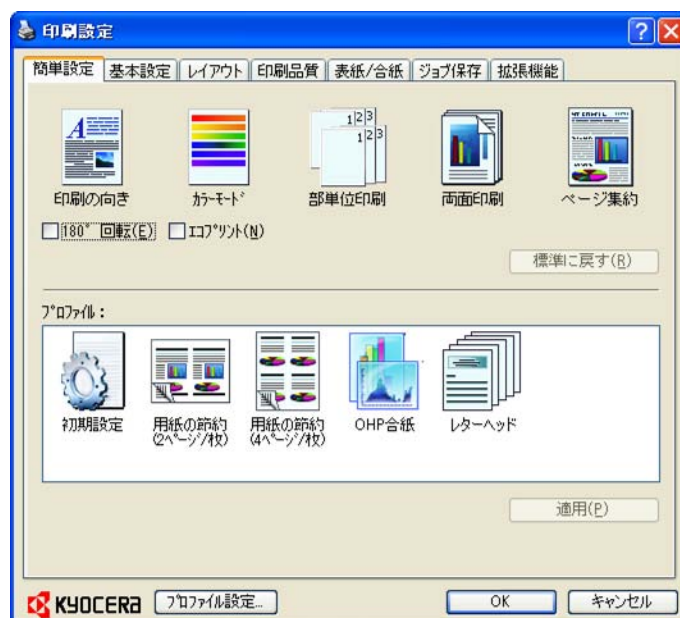 印刷設定
簡単設定 基本設定 レイアウト 印刷品質 表紙/合紙 ジョブ保存 拡張機能
印刷の向き カラーモード 部単位印刷 両面印刷 ページ集約
180° 回転(E) エコプリント(N)
標準に戻す(R)
プロファイル:
初期設定 用紙の節約 用紙の節約 OHP合紙 レターヘッド
(2ページ/枚) (4ページ/枚)
適用(P)
KYOCERA プロファイル設定... OK キャンセル